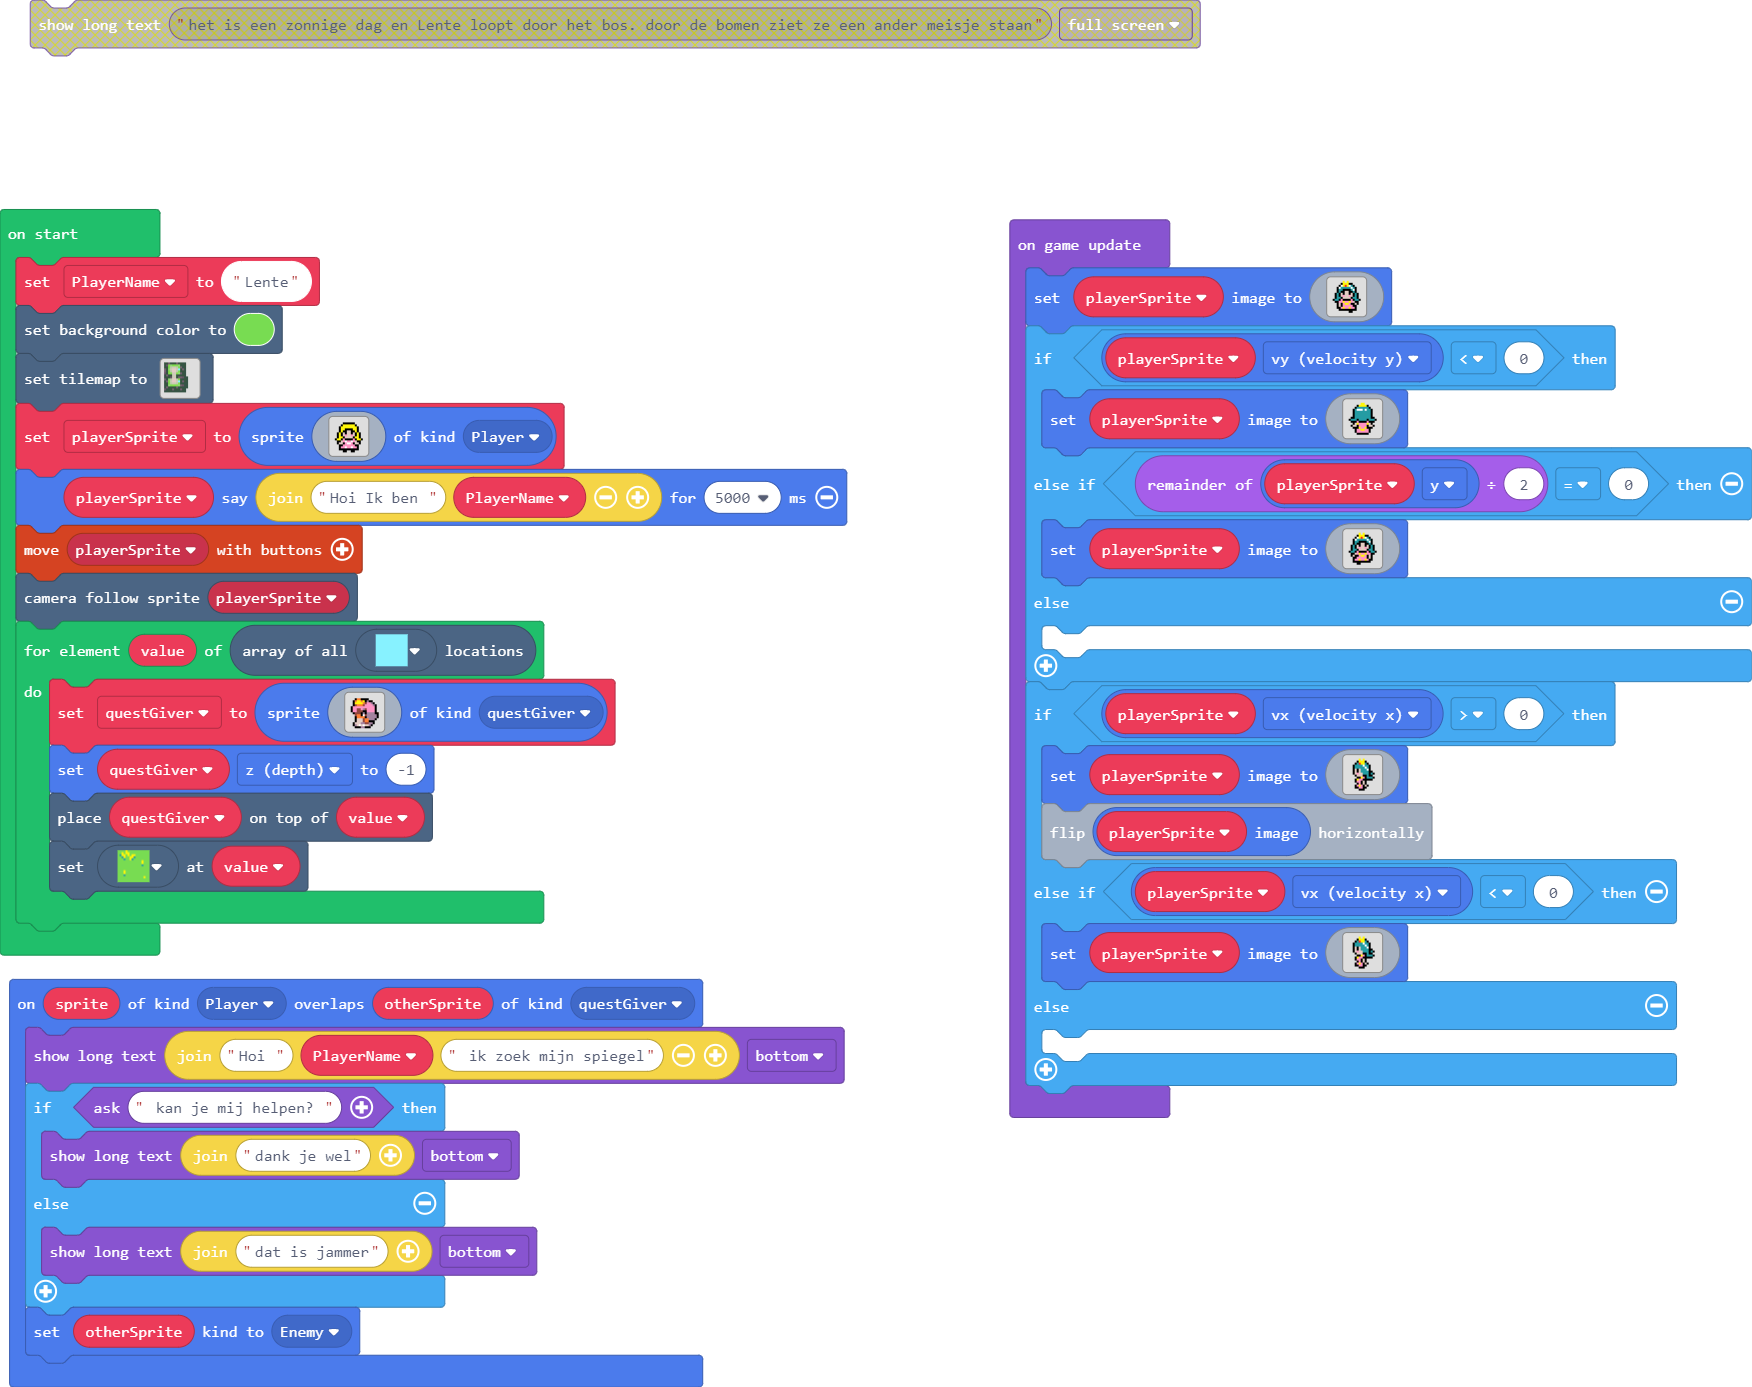 show long text "het is een zonnige dag en Lente loopt door het bos. door de bomen ziet ze een ander meisje staan" full screen
on start
set PlayerName to "Lente"
set background color to
set tilemap to
set playerSprite to sprite of kind Player
playerSprite say join "Hoi Ik ben " PlayerName for 5000 ms
move playerSprite with buttons
camera follow sprite playerSprite
for element value of array of all locations
do
set questGiver to sprite of kind questGiver
set questGiver z (depth) to -1
place questGiver on top of value
set at value
on sprite of kind Player overlaps otherSprite of kind questGiver
show long text join "Hoi " PlayerName " ik zoek mijn spiegel" bottom
if ask " kan je mij helpen? " then
show long text join "dank je wel" bottom
else
show long text join "dat is jammer" bottom
set otherSprite kind to Enemy
on game update
set playerSprite image to
if playerSprite vy (velocity y) < 0 then
set playerSprite image to
else if remainder of playerSprite y ÷ 2 = 0 then
set playerSprite image to
else
if playerSprite vx (velocity x) > 0 then
set playerSprite image to
flip playerSprite image horizontally
else if playerSprite vx (velocity x) < 0 then
set playerSprite image to
else